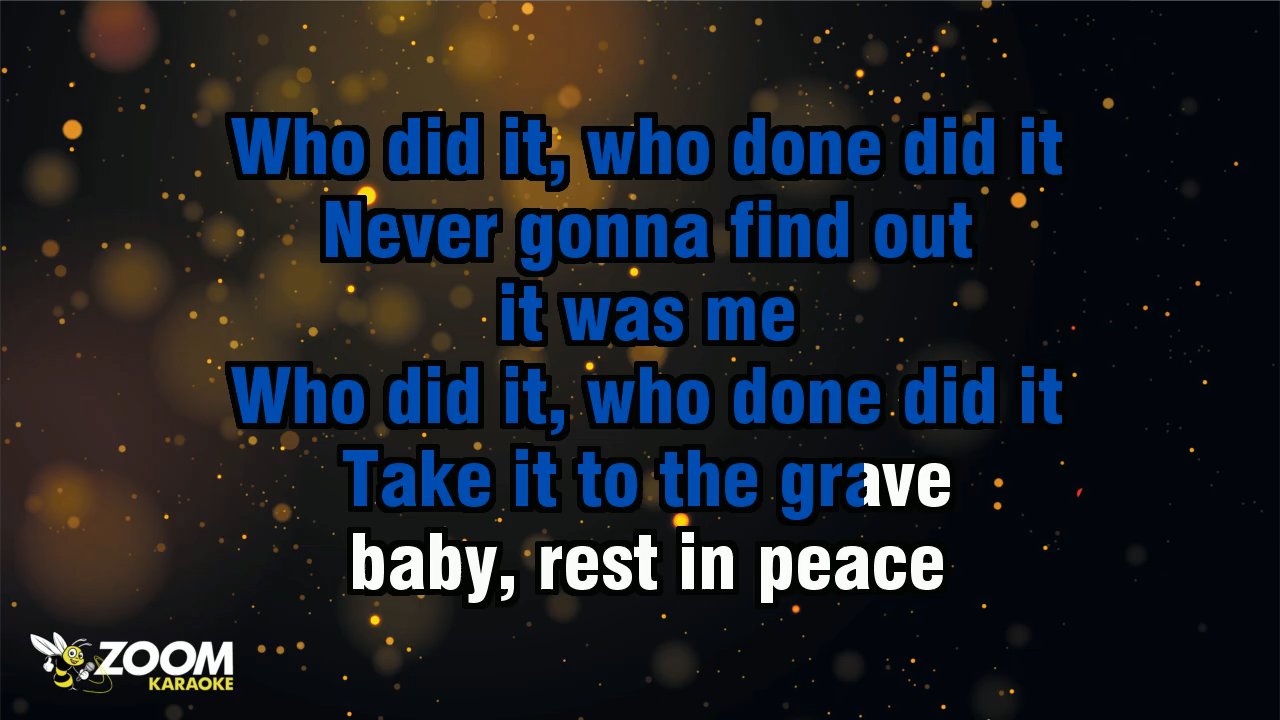 Who did it, who done did it
Never gonna find out
it was me
Who did it, who done did it
Take it to the grave
baby, rest in peace
ZOOM
KARAOKE